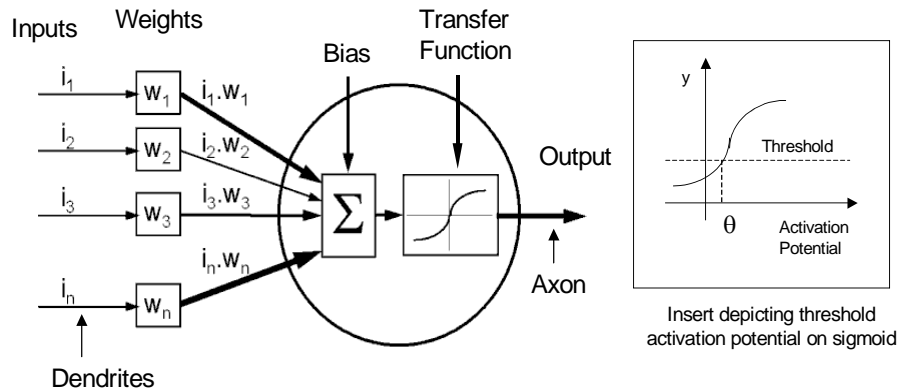 Inputs
Weights
Bias
Transfer
Function
i1
w1
i1.w1
i2
w2
i2.w2
i3
w3
i3.w3
in
wn
in.wn
Σ
Output
Axon
Dendrites
y
Threshold
θ
Activation
Potential
Insert depicting threshold
activation potential on sigmoid